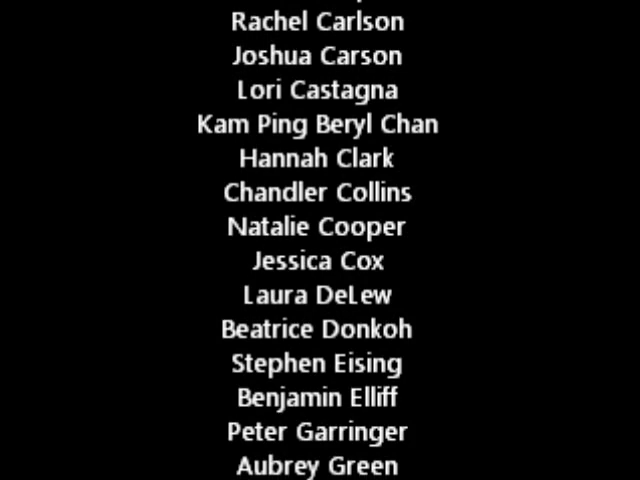 Rachel Carlson
Joshua Carson
Lori Castagna
Kam Ping Beryl Chan
Hannah Clark
Chandler Collins
Natalie Cooper
Jessica Cox
Laura DeLew
Beatrice Donkoh
Stephen Eising
Benjamin Elliff
Peter Garringer
Aubrey Green